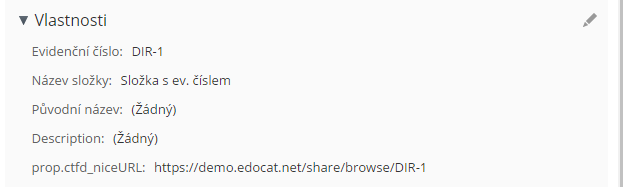 Vlastnosti
Evidenční číslo: DIR-1
Název složky: Složka s ev. číslem
Původní název: (Žádný)
Description: (Žádný)
prop.ctfd_niceURL: https://demo.edocat.net/share/browse/DIR-1